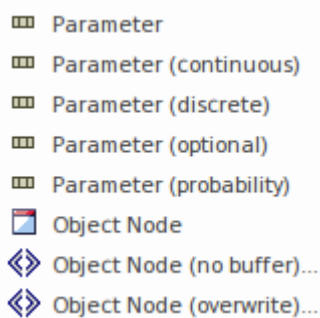 Parameter
Parameter (continuous)
Parameter (discrete)
Parameter (optional)
Parameter (probability)
Object Node
Object Node (no buffer)...
Object Node (overwrite)...